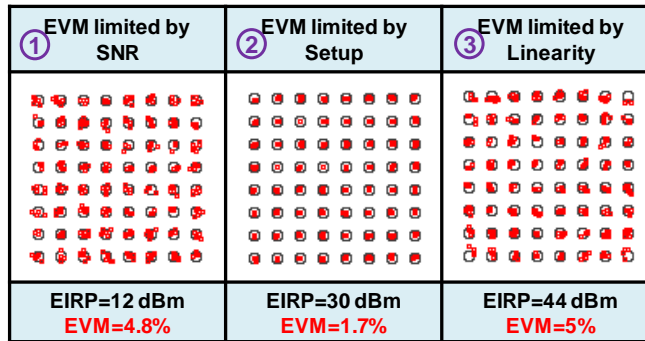 ① EVM limited by
SNR
② EVM limited by
Setup
③ EVM limited by
Linearity
EIRP=12 dBm
EVM=4.8%
EIRP=30 dBm
EVM=1.7%
EIRP=44 dBm
EVM=5%